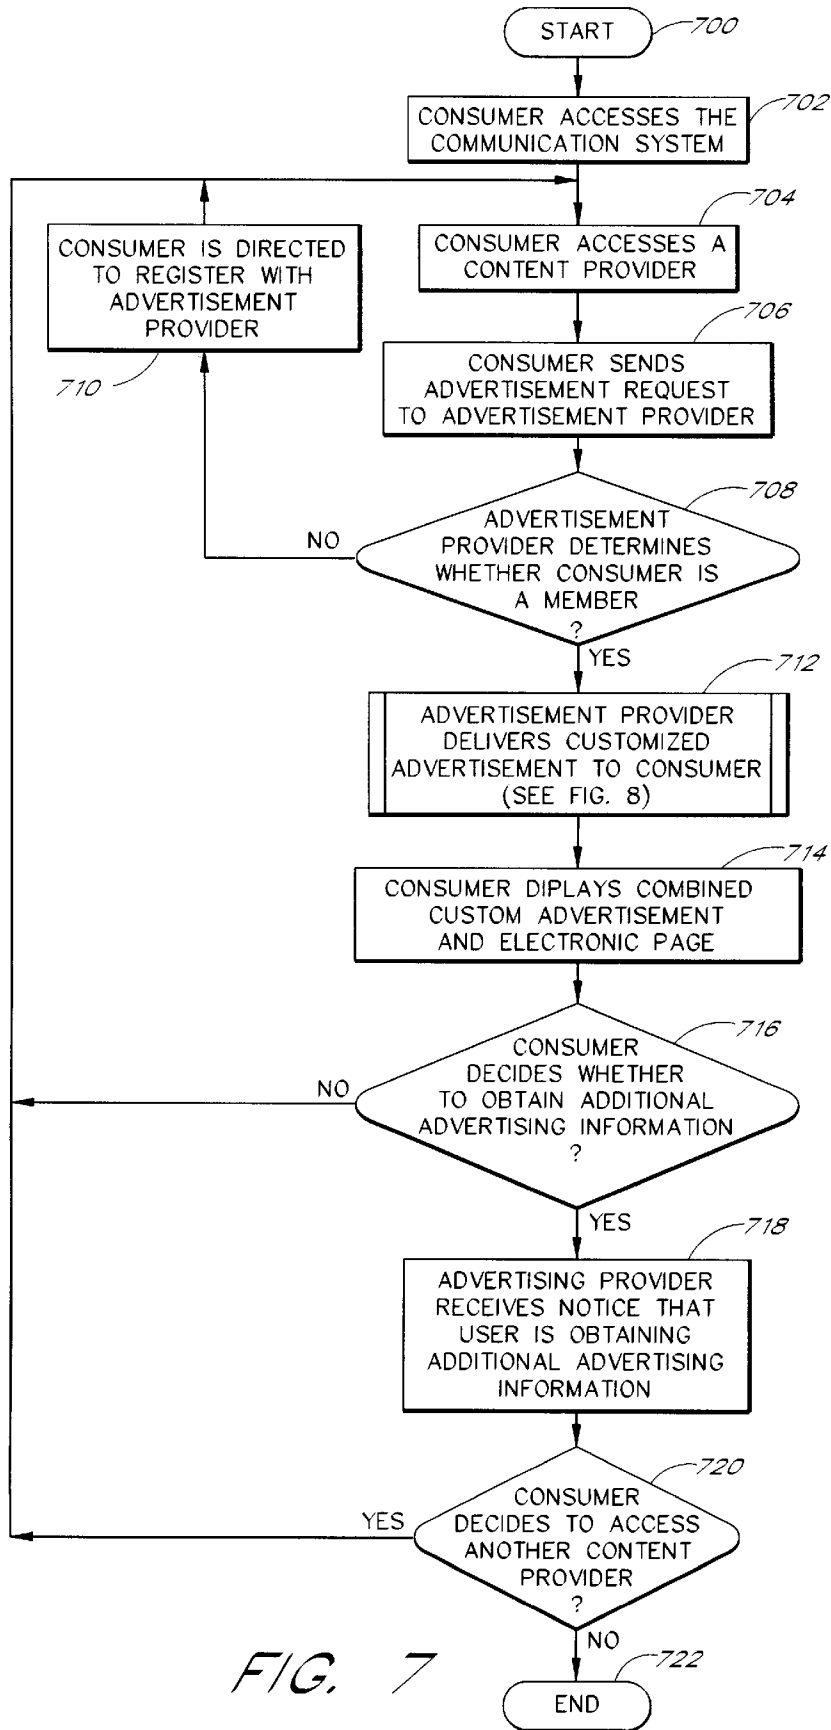 START
700
CONSUMER ACCESSES THE
COMMUNICATION SYSTEM
702
CONSUMER ACCESSES A
CONTENT PROVIDER
704
CONSUMER IS DIRECTED
TO REGISTER WITH
ADVERTISEMENT
PROVIDER
710
CONSUMER SENDS
ADVERTISEMENT REQUEST
TO ADVERTISEMENT PROVIDER
706
ADVERTISEMENT
PROVIDER DETERMINES
WHETHER CONSUMER IS
A MEMBER
?
708
NO
YES
ADVERTISEMENT PROVIDER
DELIVERS CUSTOMIZED
ADVERTISEMENT TO CONSUMER
(SEE FIG. 8)
712
CONSUMER DIPLAYS COMBINED
CUSTOM ADVERTISEMENT
AND ELECTRONIC PAGE
714
CONSUMER
DECIDES WHETHER
TO OBTAIN ADDITIONAL
ADVERTISING INFORMATION
?
716
NO
YES
ADVERTISING PROVIDER
RECEIVES NOTICE THAT
USER IS OBTAINING
ADDITIONAL ADVERTISING
INFORMATION
718
CONSUMER
DECIDES TO ACCESS
ANOTHER CONTENT
PROVIDER
?
720
YES
NO
END
722
FIG. 7